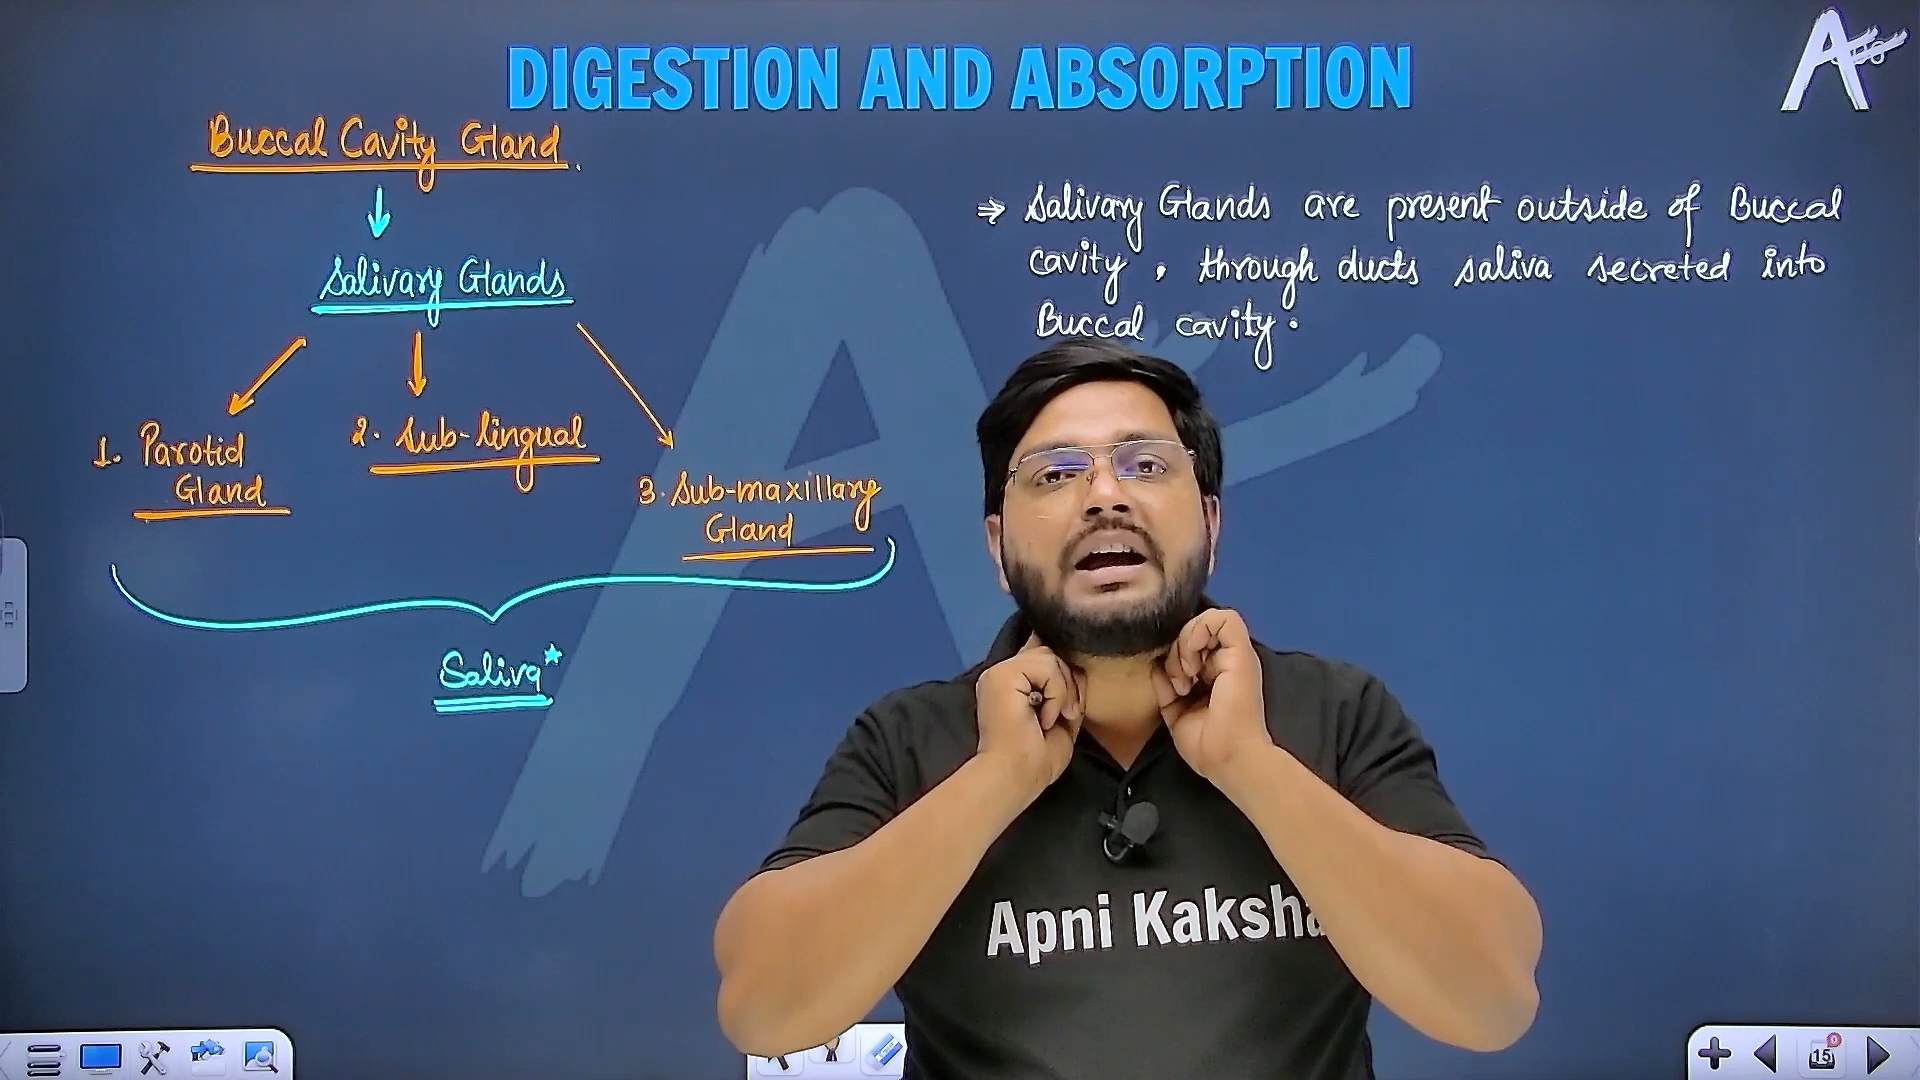 DIGESTION AND ABSORPTION
Buccal Cavity Gland
Salivary Glands
1. Parotid
Gland
2. Sub-lingual
3. Sub-maxillary
Gland
Saliva*
⇒ Salivary Glands are present outside of Buccal
cavity, through ducts saliva secreted into
Buccal cavity.
Apni Kaksha
15